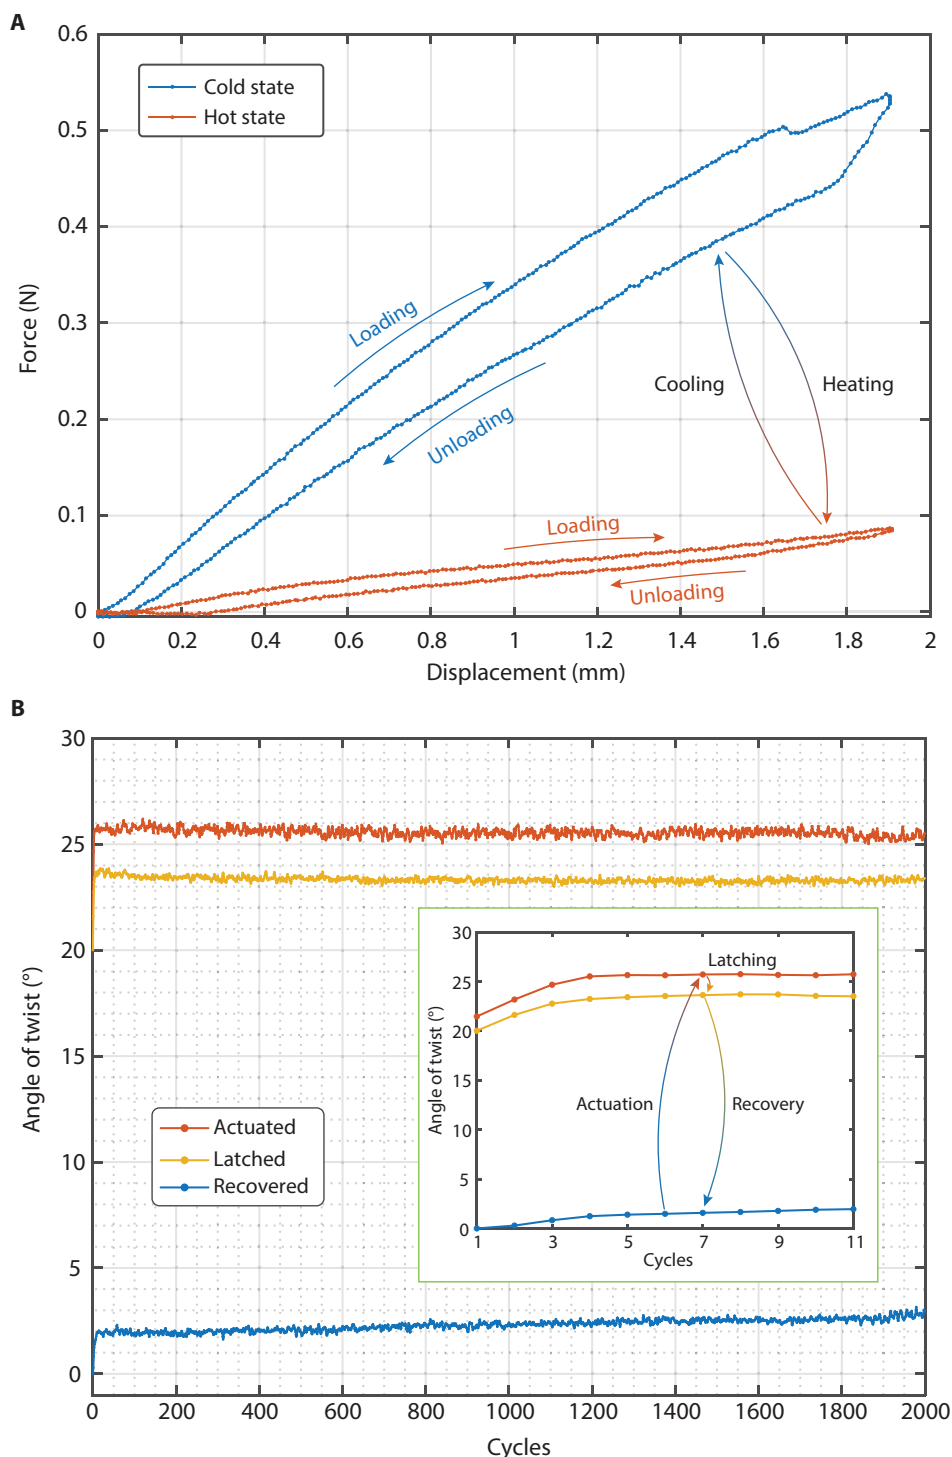 A
0.6
0.5
0.4
0.3
0.2
0.1
0
Force (N)
Cold state
Hot state
Loading
Unloading
Cooling
Heating
Loading
Unloading
0 0.2 0.4 0.6 0.8 1 1.2 1.4 1.6 1.8 2
Displacement (mm)
B
30
25
20
15
10
5
0
Angle of twist (°)
Actuated
Latched
Recovered
30
25
20
15
10
5
0
Angle of twist (°)
Latching
Actuation
Recovery
1 3 5 7 9 11
Cycles
0 200 400 600 800 1000 1200 1400 1600 1800 2000
Cycles